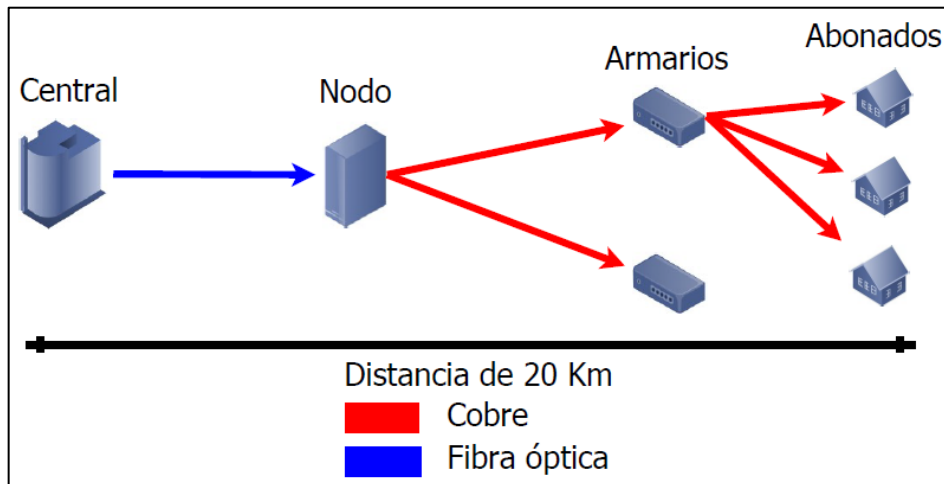 Central
Nodo
Armarios
Abonados
Distancia de 20 Km
Cobre
Fibra óptica